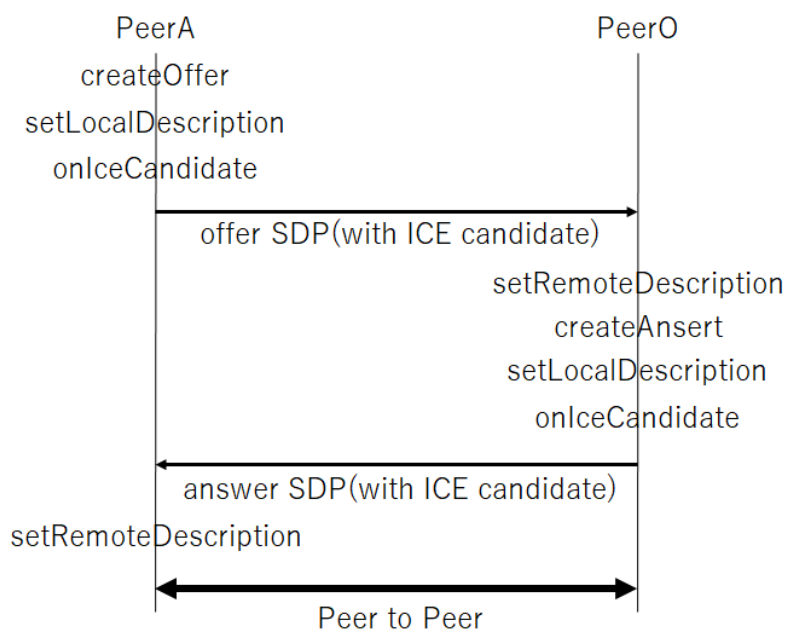 PeerA
PeerO
createOffer
setLocalDescription
onIceCandidate
offer SDP(with ICE candidate)
setRemoteDescription
createAnsert
setLocalDescription
onIceCandidate
answer SDP(with ICE candidate)
setRemoteDescription
Peer to Peer